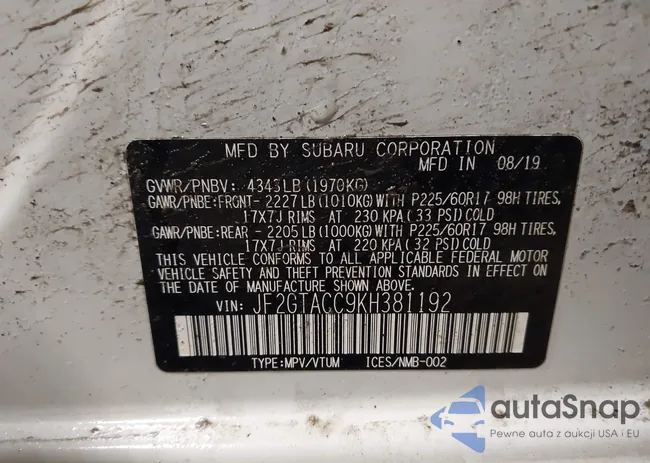 MFD BY SUBARU CORPORATION
MFD IN 08/19
GVWR/PNBV: 4343LB(1970KG)
GAWR/PNBE:FRONT- 2227LB(1010KG)WITH P225/60R17 98H TIRES,
17X7J RIMS AT 230 KPA(33 PSI)COLD
GAWR/PNBE:REAR - 2205LB(1000KG)WITH P225/60R17 98H TIRES,
17X7J RIMS AT 220 KPA(32 PSI)COLD
THIS VEHICLE CONFORMS TO ALL APPLICABLE FEDERAL MOTOR
VEHICLE SAFETY AND THEFT PREVENTION STANDARDS IN EFFECT ON
THE DATE OF MANUFACTURE SHOWN ABOVE.
VIN: JF2GTACC9KH381192
TYPE:MPV/VTUM ICES/NMB-002
autaSnap
Pewne auta z aukcji USA i EU